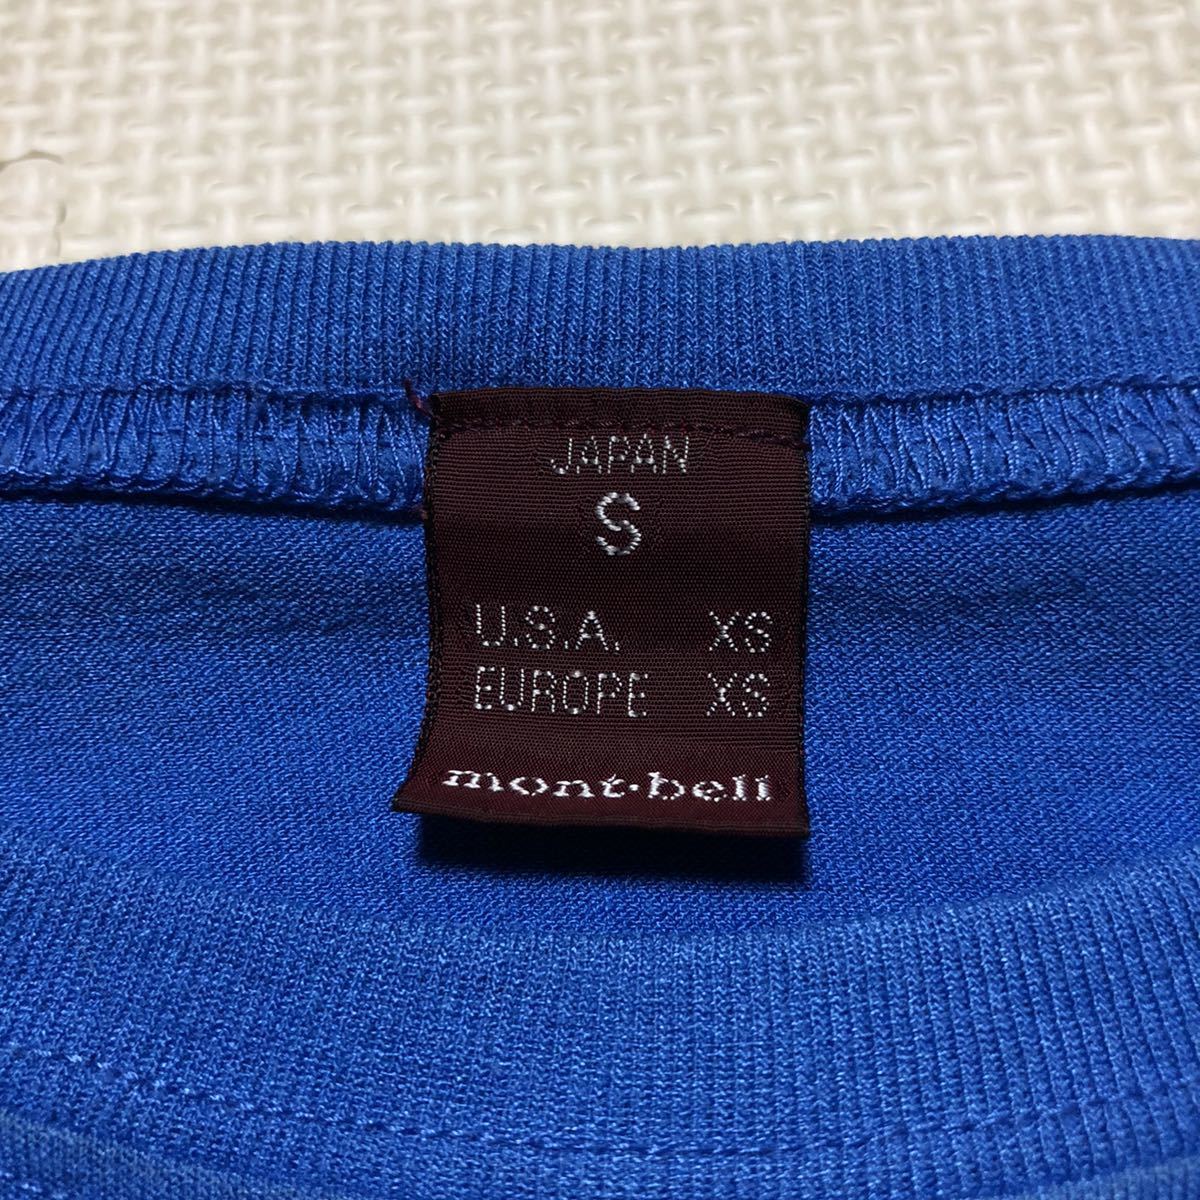 JAPAN
S
U.S.A. XS
EUROPE XS
mont·bell